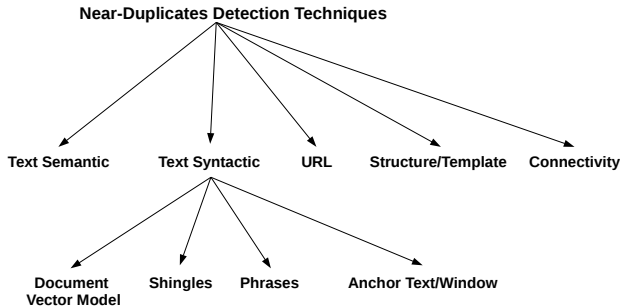 Near-Duplicates Detection Techniques
Text Semantic
Text Syntactic
URL
Structure/Template
Connectivity
Document
Vector Model
Shingles
Phrases
Anchor Text/Window